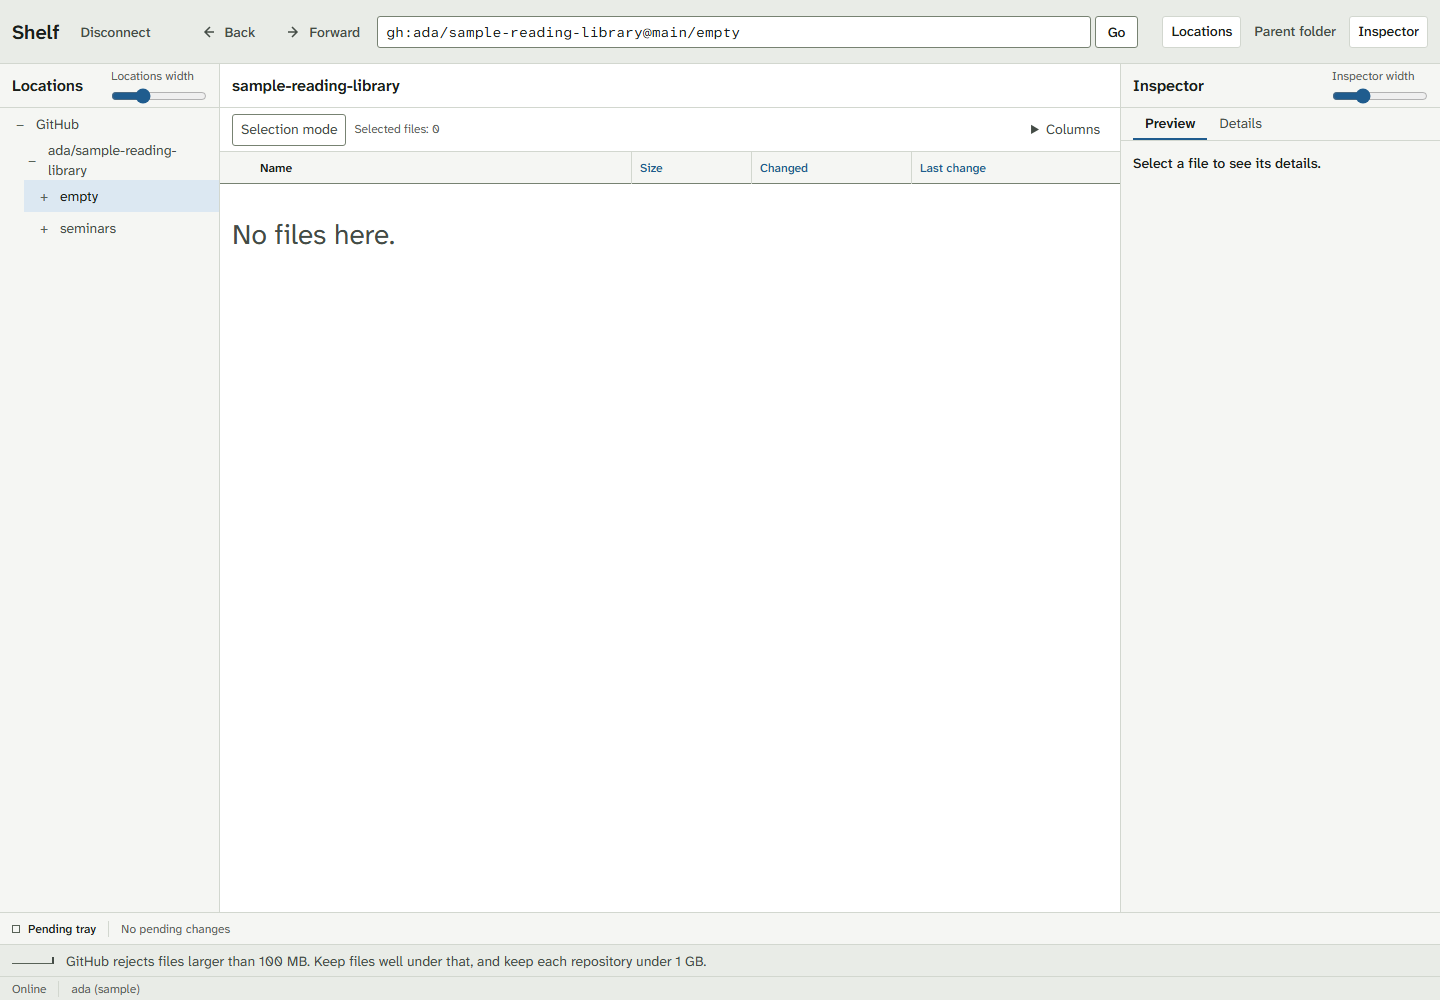 Shelf
Disconnect
Back
Forward
gh:ada/sample-reading-library@main/empty
Go
Locations
Parent folder
Inspector
Locations
Locations width
sample-reading-library
Inspector
Inspector width
GitHub
ada/sample-reading-
library
empty
seminars
Selection mode
Selected files: 0
Columns
Name
Size
Changed
Last change
No files here.
Preview
Details
Select a file to see its details.
Pending tray
No pending changes
GitHub rejects files larger than 100 MB. Keep files well under that, and keep each repository under 1 GB.
Online
ada (sample)